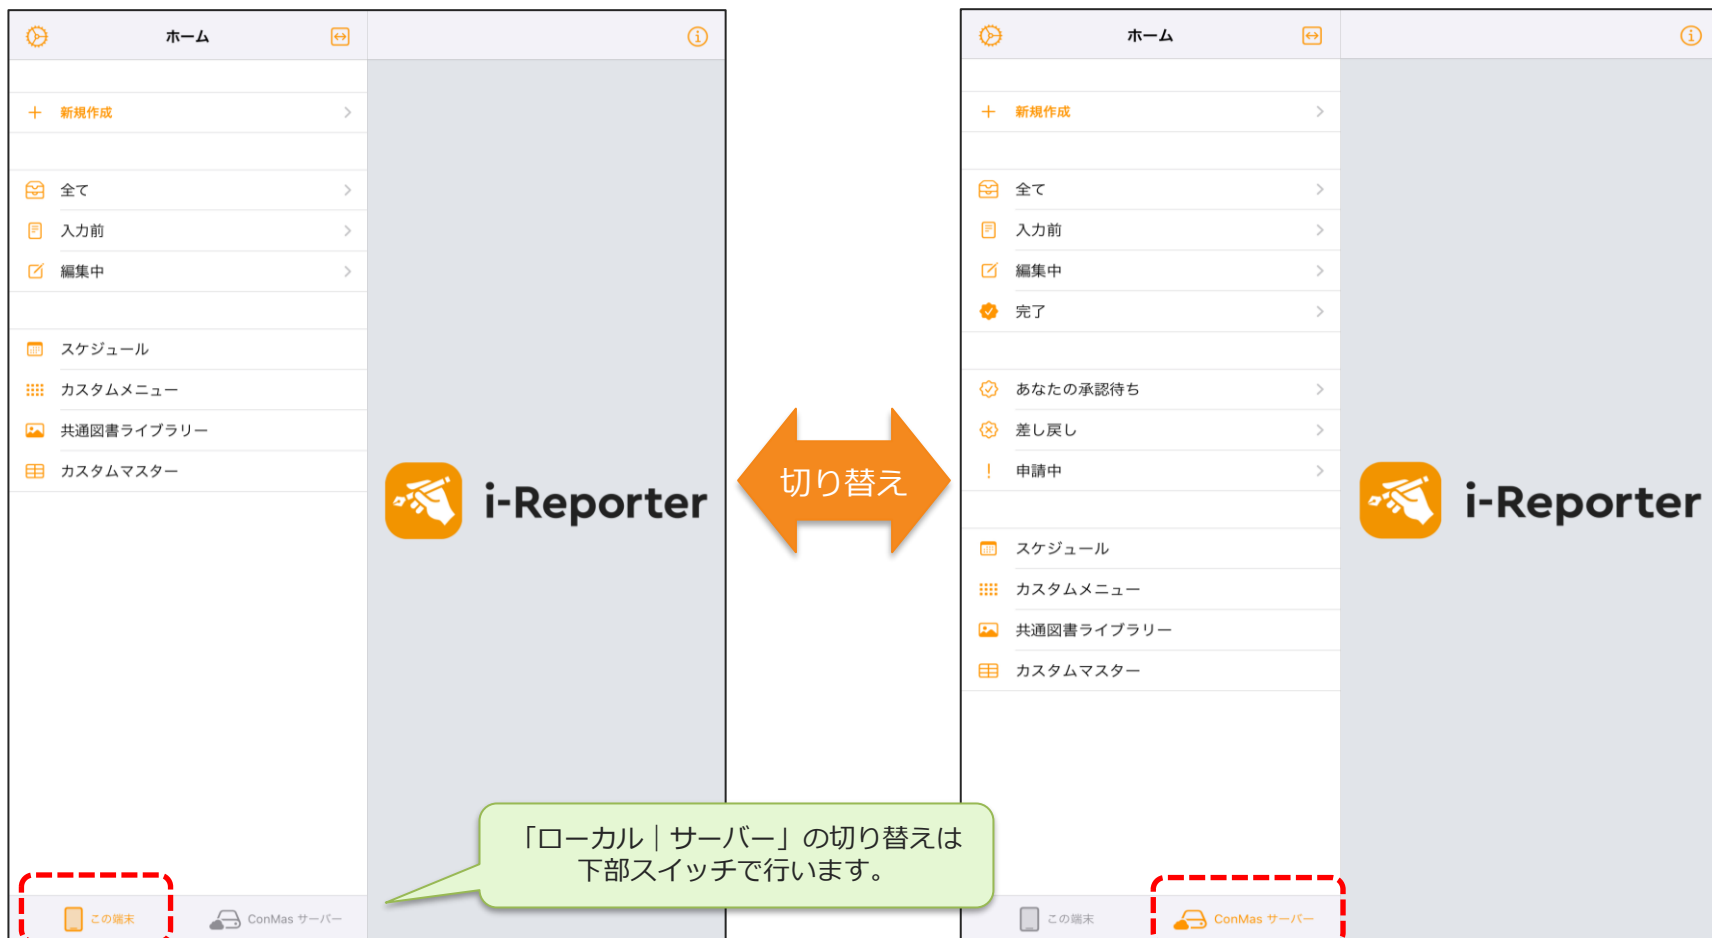 ホーム
新規作成
全て
入力前
編集中
スケジュール
カスタムメニュー
共通図書ライブラリー
カスタムマスター
i-Reporter
この端末
ConMas サーバー
切り替え
「ローカル｜サーバー」の切り替えは
下部スイッチで行います。
ホーム
新規作成
全て
入力前
編集中
完了
あなたの承認待ち
差し戻し
申請中
スケジュール
カスタムメニュー
共通図書ライブラリー
カスタムマスター
i-Reporter
この端末
ConMas サーバー